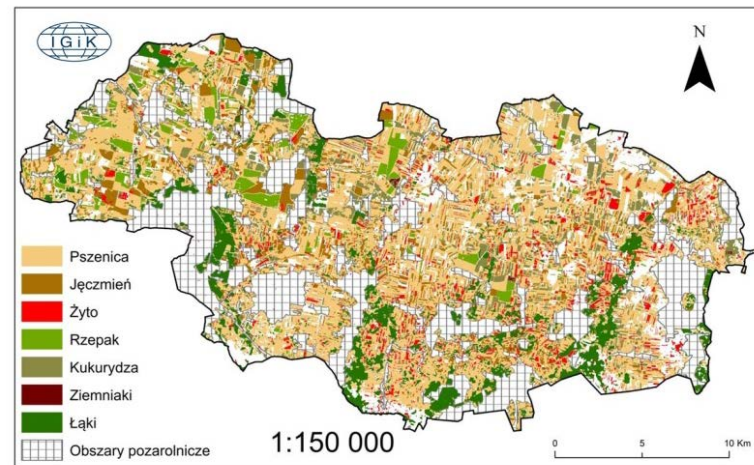 IGiK
N
Pszenica
Jęczmień
Żyto
Rzepak
Kukurydza
Ziemniaki
Łąki
Obszary pozarolnicze
1:150 000
0 5 10 Km